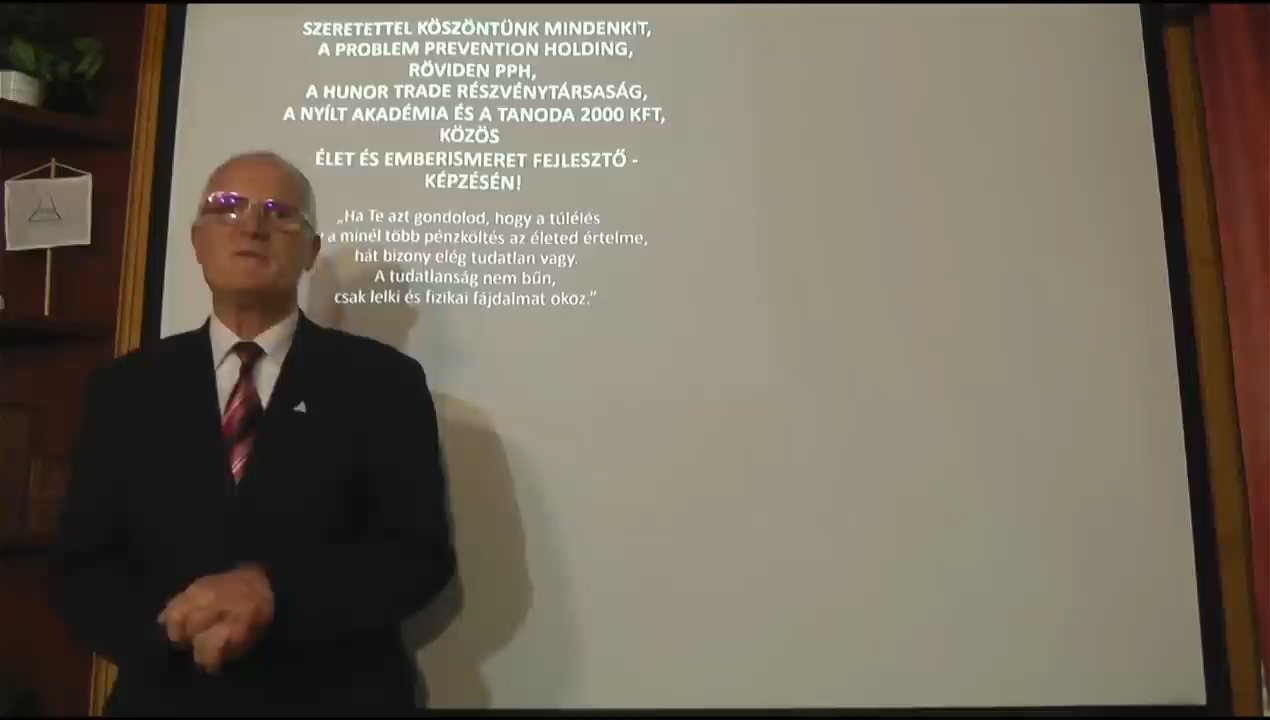 SZERETETTEL KÖSZÖNTÜNK MINDENKIT,
A PROBLEM PREVENTION HOLDING,
RÖVIDEN PPH,
A HUNOR TRADE RÉSZVÉNYTÁRSASÁG,
A NYÍLT AKADÉMIA ÉS A TANODA 2000 KFT,
KÖZÖS
ÉLET ÉS EMBERISMERET FEJLESZTŐ -
KÉPZÉSÉN!
„Ha Te azt gondolod, hogy a túlélés
a minél több pénzköltés az életed értelme,
hát bizony elég tudatlan vagy.
A tudatlanság nem bűn,
csak lelki és fizikai fájdalmat okoz.”